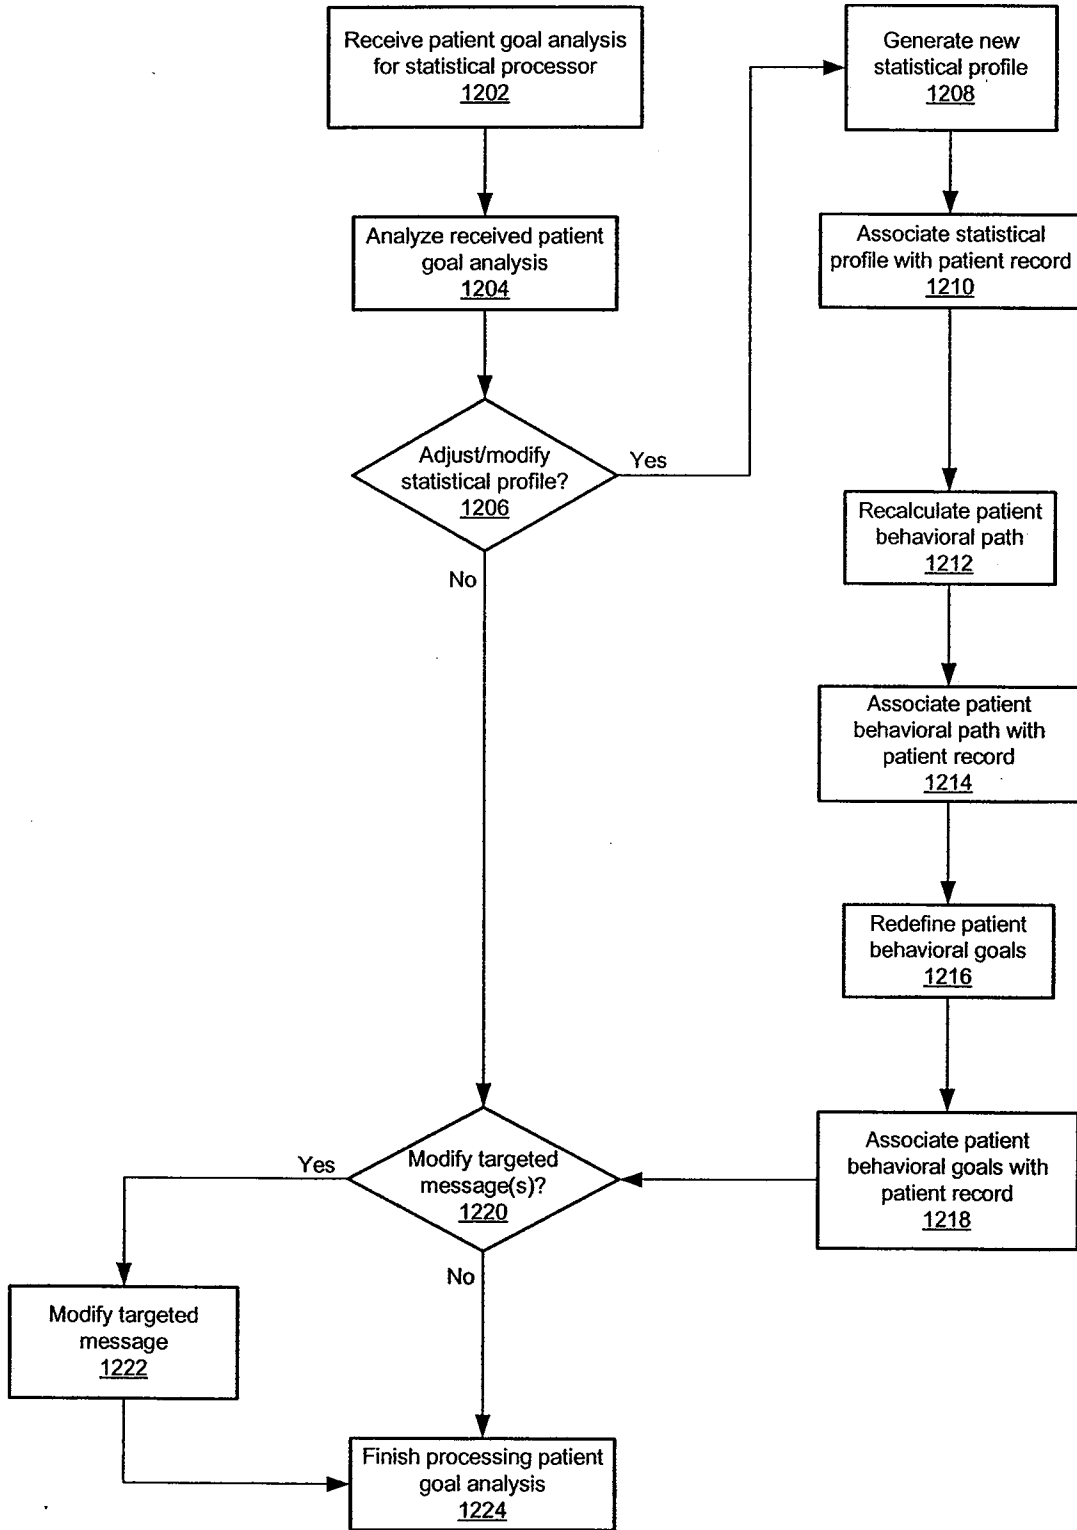 Receive patient goal analysis
for statistical processor
1202
Analyze received patient
goal analysis
1204
Adjust/modify
statistical profile?
1206
Yes
No
Generate new
statistical profile
1208
Associate statistical
profile with patient record
1210
Recalculate patient
behavioral path
1212
Associate patient
behavioral path with
patient record
1214
Redefine patient
behavioral goals
1216
Associate patient
behavioral goals with
patient record
1218
Modify targeted
message(s)?
1220
Yes
No
Modify targeted
message
1222
Finish processing patient
goal analysis
1224